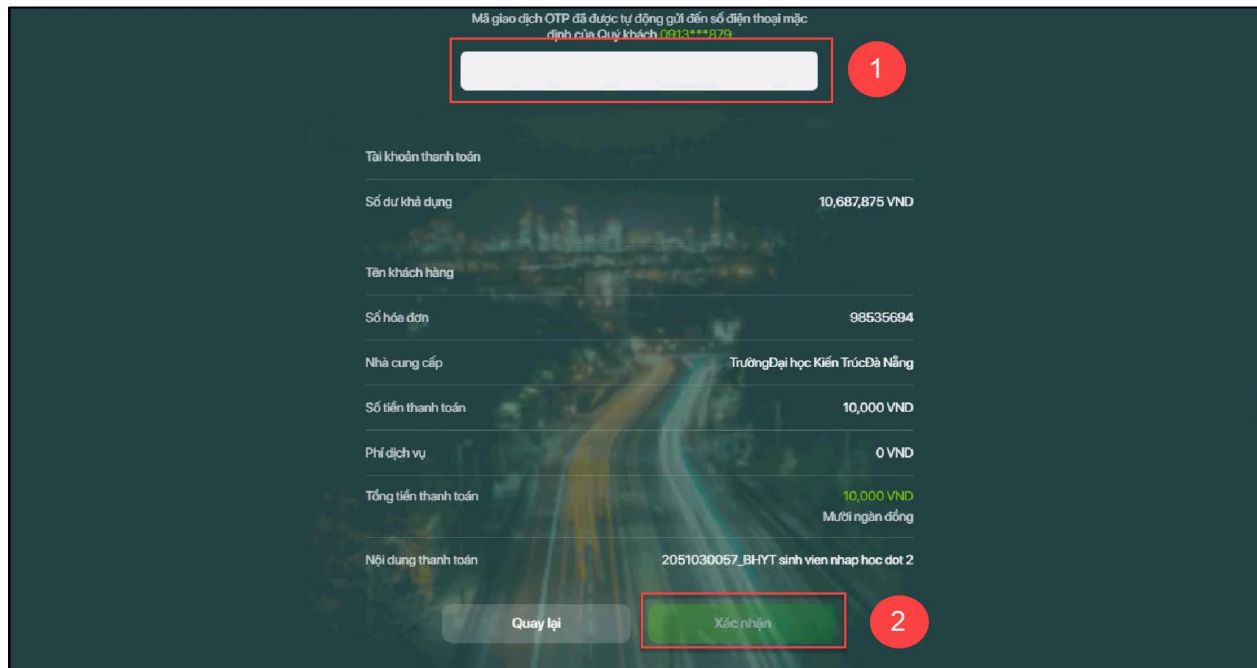 Mã giao dịch OTP đã được tự động gửi đến số điện thoại mặc
định của Quý khách 0913***879
1
Tài khoản thanh toán
Số dư khả dụng 10,687,875 VND
Tên khách hàng
Số hóa đơn 98535694
Nhà cung cấp TrườngĐại học Kiến TrúcĐà Nẵng
Số tiền thanh toán 10,000 VND
Phí dịch vụ 0 VND
Tổng tiền thanh toán 10,000 VND
Mười ngàn đồng
Nội dung thanh toán 2051030057_BHYT sinh vien nhap hoc dot 2
Quay lại Xác nhận 2